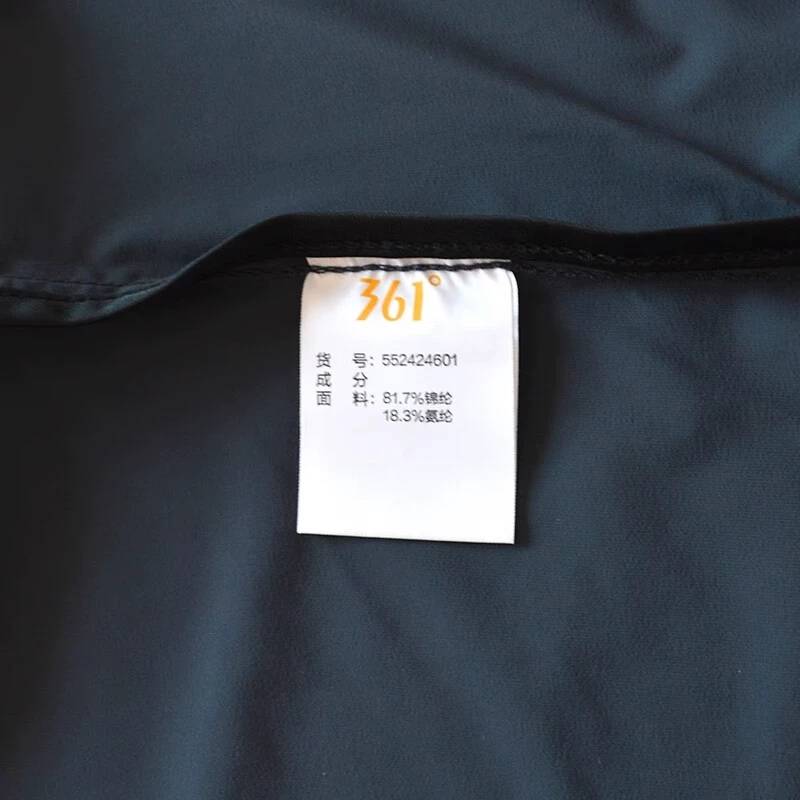 361°
货 号：552424601
成 分
面 料：81.7%锦纶
18.3%氨纶